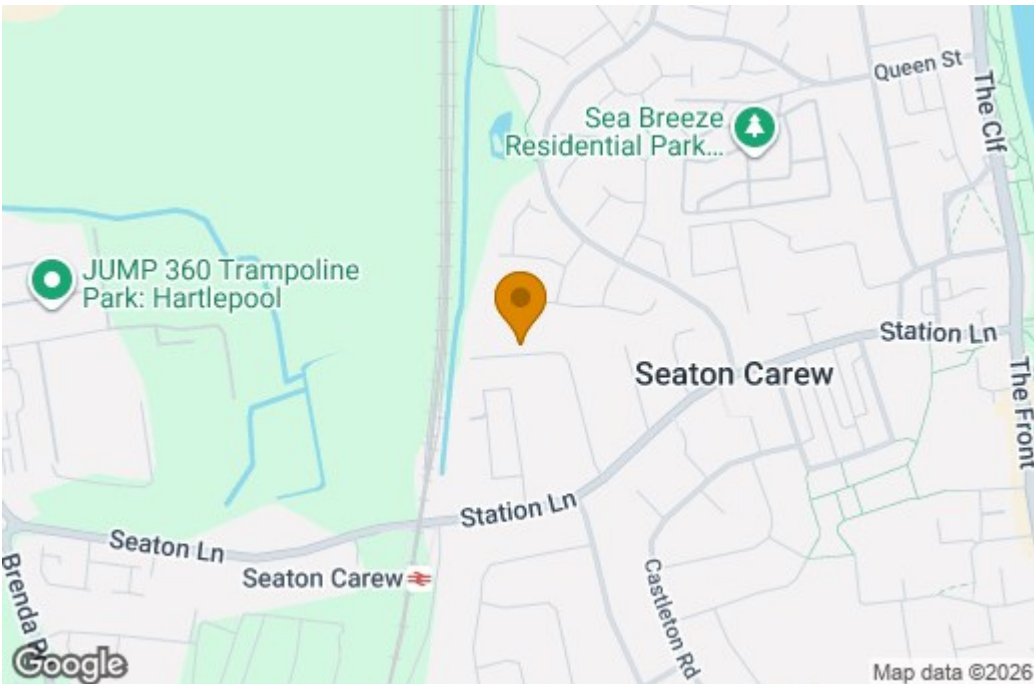 Queen St
The Clf
Sea Breeze
Residential Park...
JUMP 360 Trampoline
Park: Hartlepool
Station Ln
Seaton Carew
The Front
Station Ln
Seaton Ln
Seaton Carew
Castleton Rd
Brenda R
Google
Map data ©2026